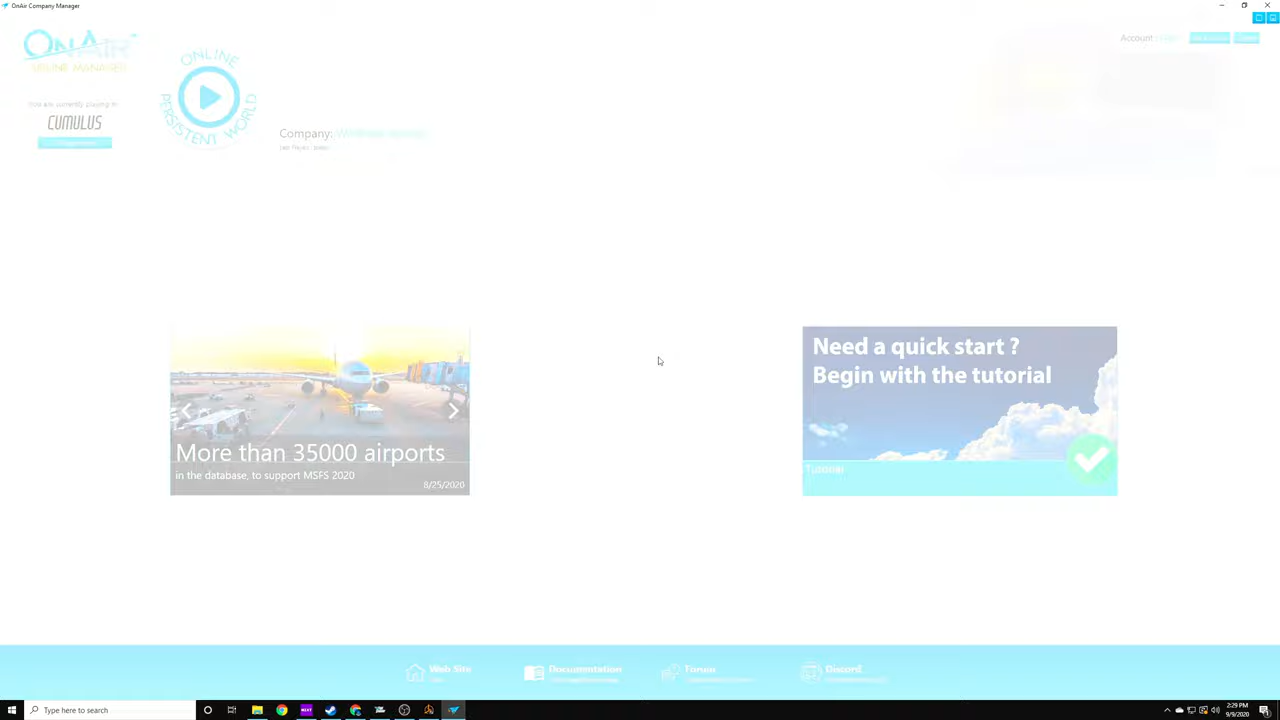 OnAir Company Manager
ONAIR
AIRLINE MANAGER
ONLINE
PERSISTENT WORLD
Account
You are currently playing in
CUMULUS
Company:
More than 35000 airports
in the database, to support MSFS 2020
8/25/2020
Need a quick start ?
Begin with the tutorial
Tutorial
Web Site
Documentation
Forum
Discord
Type here to search
2:29 PM
9/9/2020